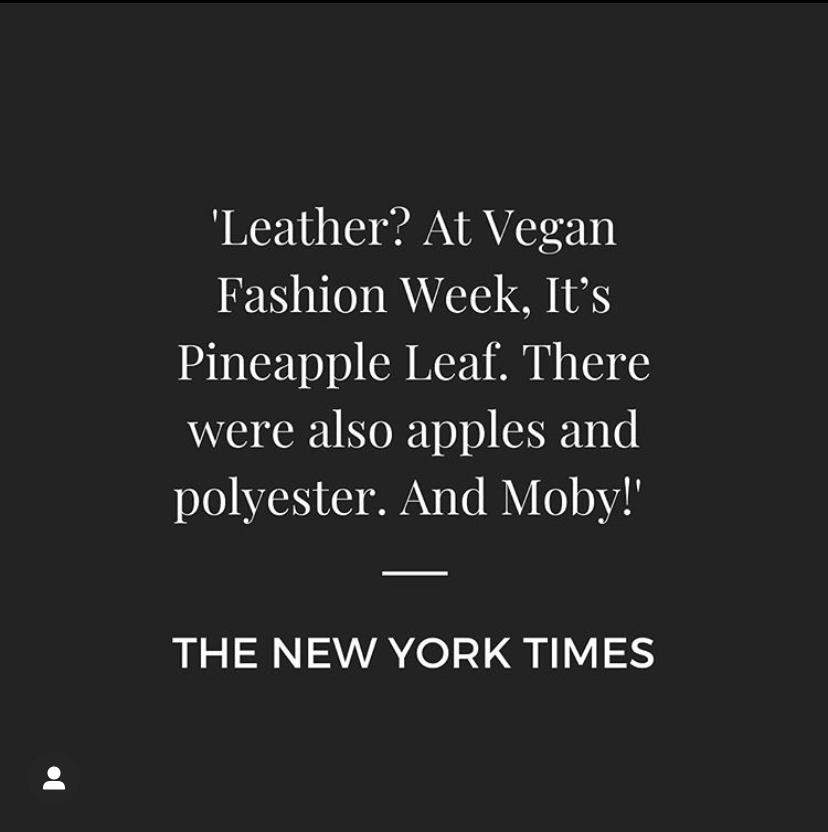 'Leather? At Vegan
Fashion Week, It’s
Pineapple Leaf. There
were also apples and
polyester. And Moby!'
THE NEW YORK TIMES